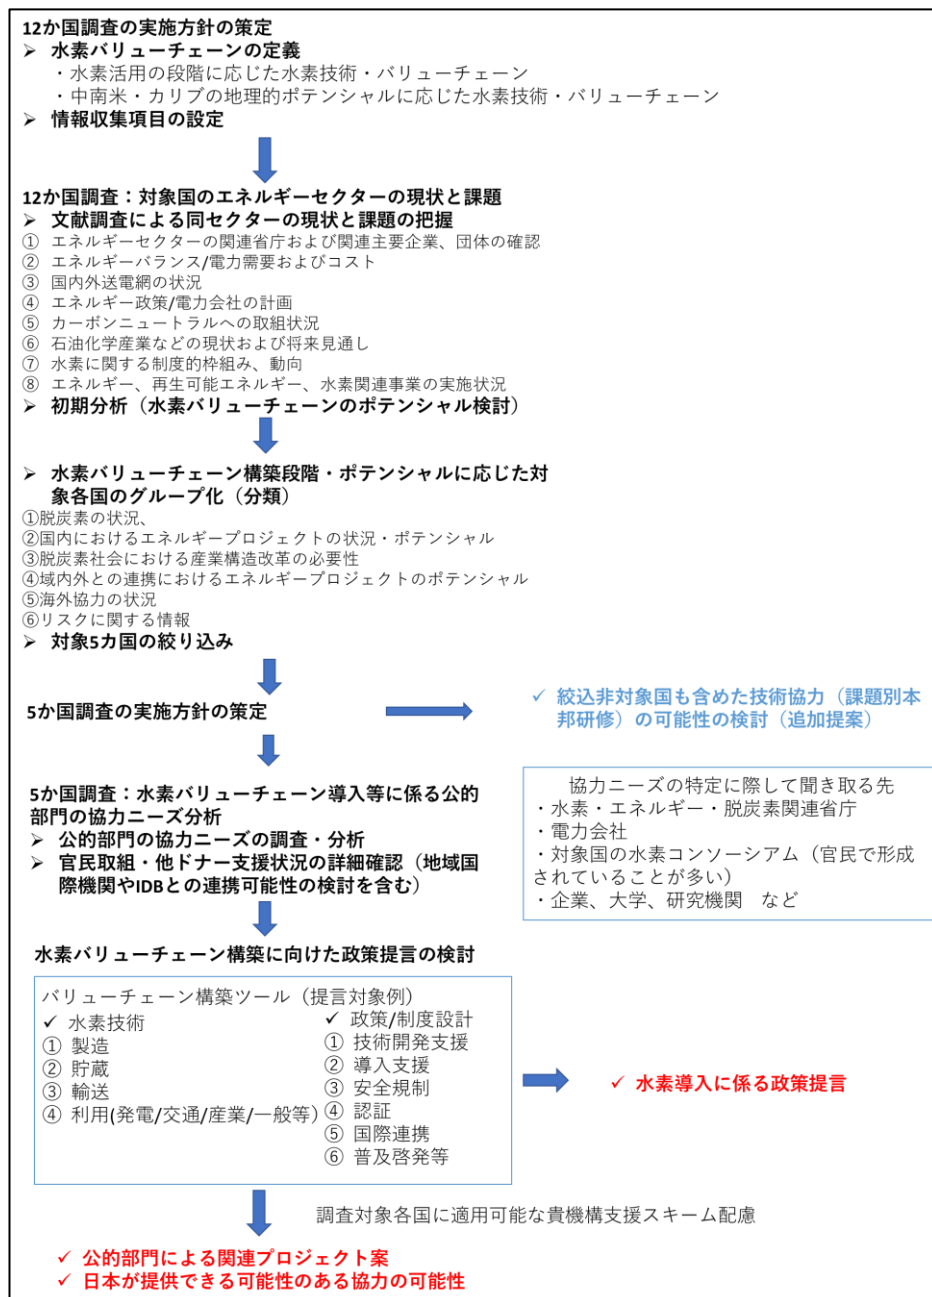 12か国調査の実施方針の策定
➢ 水素バリューチェーンの定義
・水素活用の段階に応じた水素技術・バリューチェーン
・中南米・カリブの地理的ポテンシャルに応じた水素技術・バリューチェーン
➢ 情報収集項目の設定
12か国調査：対象国のエネルギーセクターの現状と課題
➢ 文献調査による同セクターの現状と課題の把握
① エネルギーセクターの関連省庁および関連主要企業、団体の確認
② エネルギーバランス/電力需要およびコスト
③ 国内外送電網の状況
④ エネルギー政策/電力会社の計画
⑤ カーボンニュートラルへの取組状況
⑥ 石油化学産業などの現状および将来見通し
⑦ 水素に関する制度的枠組み、動向
⑧ エネルギー、再生可能エネルギー、水素関連事業の実施状況
➢ 初期分析（水素バリューチェーンのポテンシャル検討）
➢ 水素バリューチェーン構築段階・ポテンシャルに応じた対
象各国のグループ化（分類）
①脱炭素の状況、
②国内におけるエネルギープロジェクトの状況・ポテンシャル
③脱炭素社会における産業構造改革の必要性
④域内外との連携におけるエネルギープロジェクトのポテンシャル
⑤海外協力の状況
⑥リスクに関する情報
➢ 対象5カ国の絞り込み
5か国調査の実施方針の策定
✓ 絞込非対象国も含めた技術協力（課題別本
邦研修）の可能性の検討（追加提案）
5か国調査：水素バリューチェーン導入等に係る公的
部門の協力ニーズ分析
➢ 公的部門の協力ニーズの調査・分析
➢ 官民取組・他ドナー支援状況の詳細確認（地域国
際機関やIDBとの連携可能性の検討を含む）
協力ニーズの特定に際して聞き取る先
・水素・エネルギー・脱炭素関連省庁
・電力会社
・対象国の水素コンソーシアム（官民で形
成されていることが多い）
・企業、大学、研究機関　など
水素バリューチェーン構築に向けた政策提言の検討
バリューチェーン構築ツール（提言対象例）
✓ 水素技術
① 製造
② 貯蔵
③ 輸送
④ 利用(発電/交通/産業/一般等）
✓ 政策/制度設計
① 技術開発支援
② 導入支援
③ 安全規制
④ 認証
⑤ 国際連携
⑥ 普及啓発等
✓ 水素導入に係る政策提言
調査対象各国に適用可能な貴機構支援スキーム配慮
✓ 公的部門による関連プロジェクト案
✓ 日本が提供できる可能性のある協力の可能性